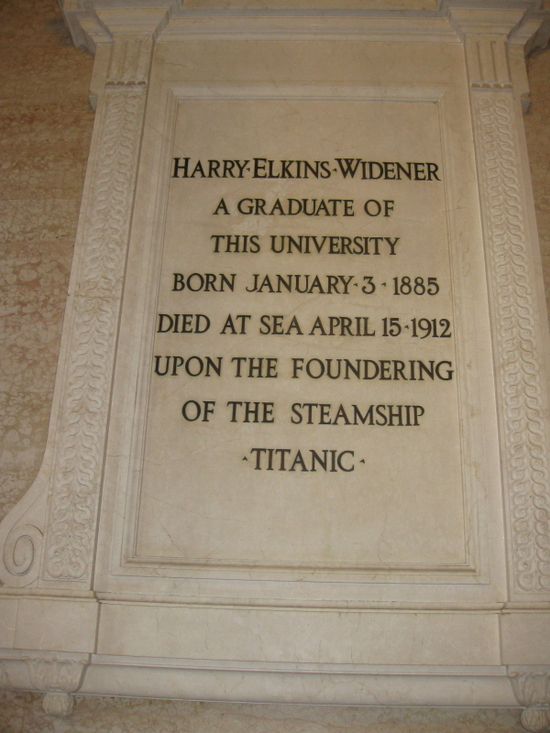 HARRY·ELKINS·WIDENER
A GRADUATE OF
THIS UNIVERSITY
BORN JANUARY·3·1885
DIED AT SEA APRIL 15·1912
UPON THE FOUNDERING
OF THE STEAMSHIP
·TITANIC·